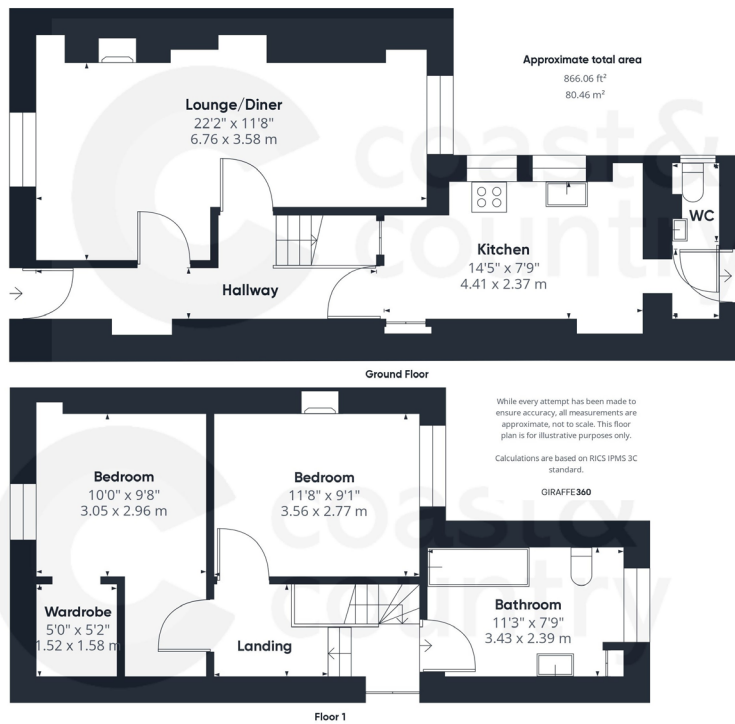 Approximate total area
866.06 ft²
80.46 m²
Lounge/Diner
22'2" x 11'8"
6.76 x 3.58 m
WC
Kitchen
14'5" x 7'9"
4.41 x 2.37 m
Hallway
Ground Floor
While every attempt has been made to
ensure accuracy, all measurements are
approximate, not to scale. This floor
plan is for illustrative purposes only.
Calculations are based on RICS IPMS 3C
standard.
GIRAFFE360
Bedroom
10'0" x 9'8"
3.05 x 2.96 m
Bedroom
11'8" x 9'1"
3.56 x 2.77 m
Wardrobe
5'0" x 5'2"
1.52 x 1.58 m
Landing
Bathroom
11'3" x 7'9"
3.43 x 2.39 m
Floor 1
coast &
country
coast &
country